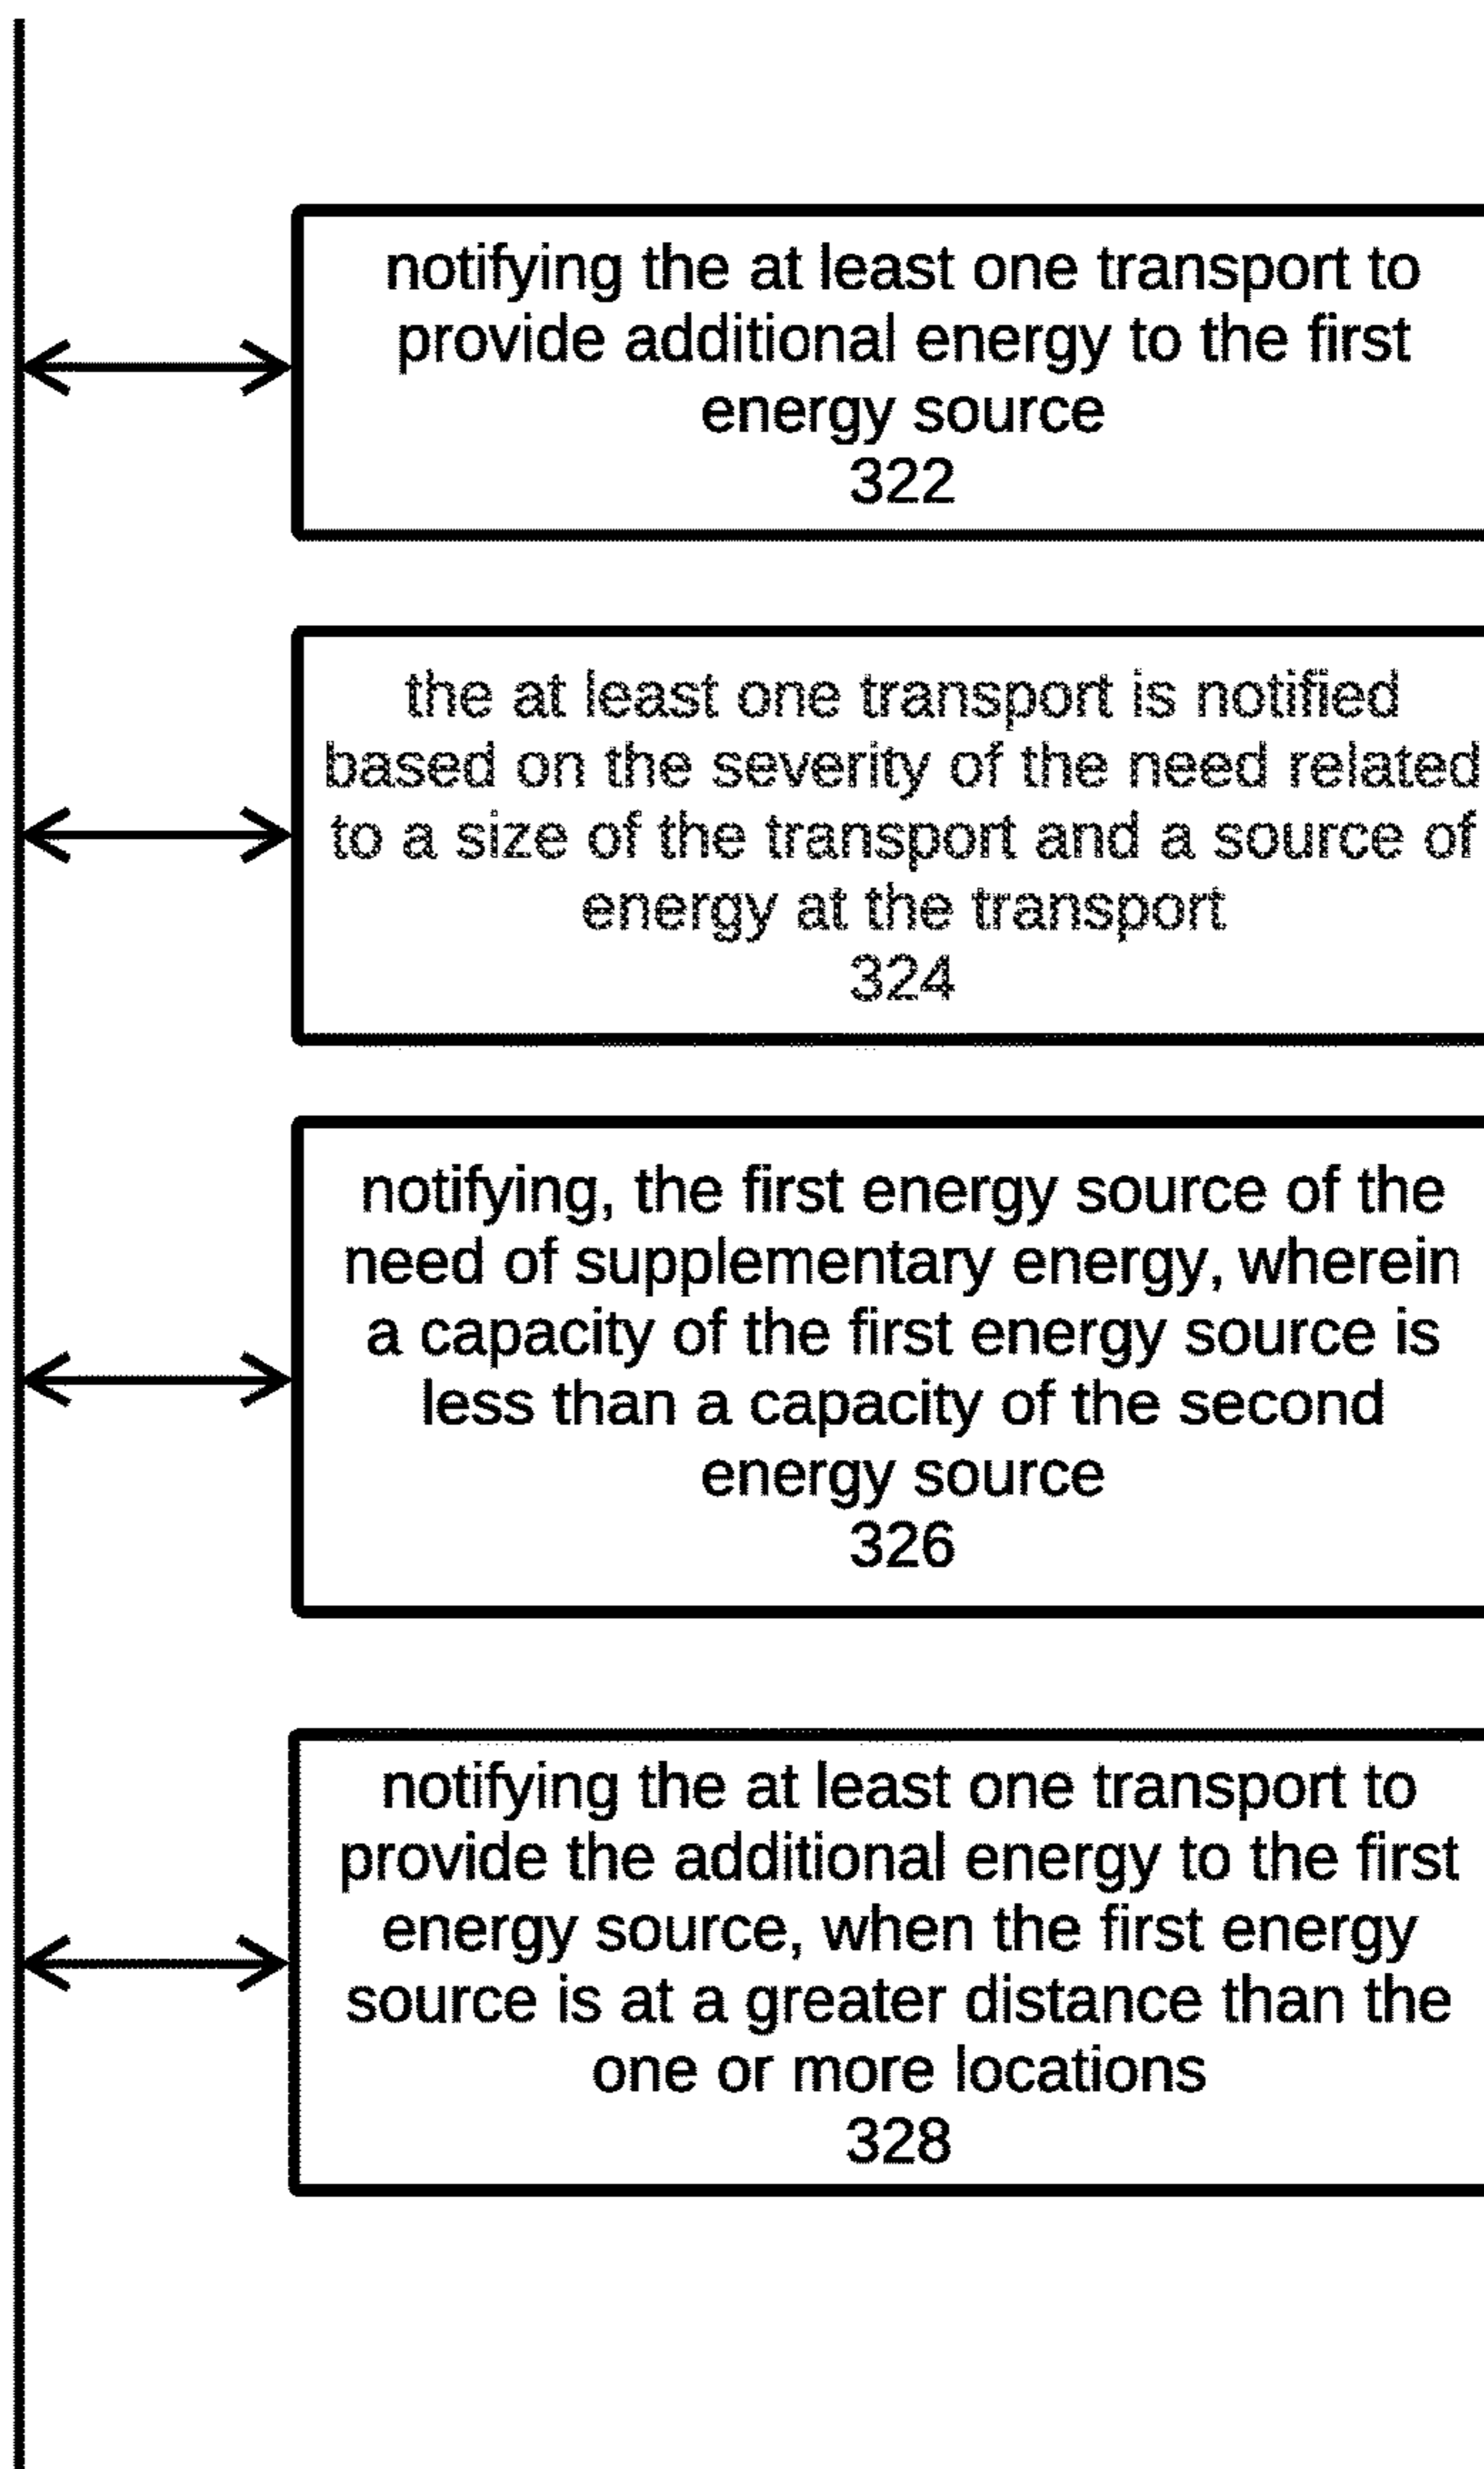 notifying the at least one transport to
provide additional energy to the first
energy source
322
the at least one transport is notified
based on the severity of the need related
to a size of the transport and a source of
energy at the transport
324
notifying, the first energy source of the
need of supplementary energy, wherein
a capacity of the first energy source is
less than a capacity of the second
energy source
326
notifying the at least one transport to
provide the additional energy to the first
energy source, when the first energy
source is at a greater distance than the
one or more locations
328